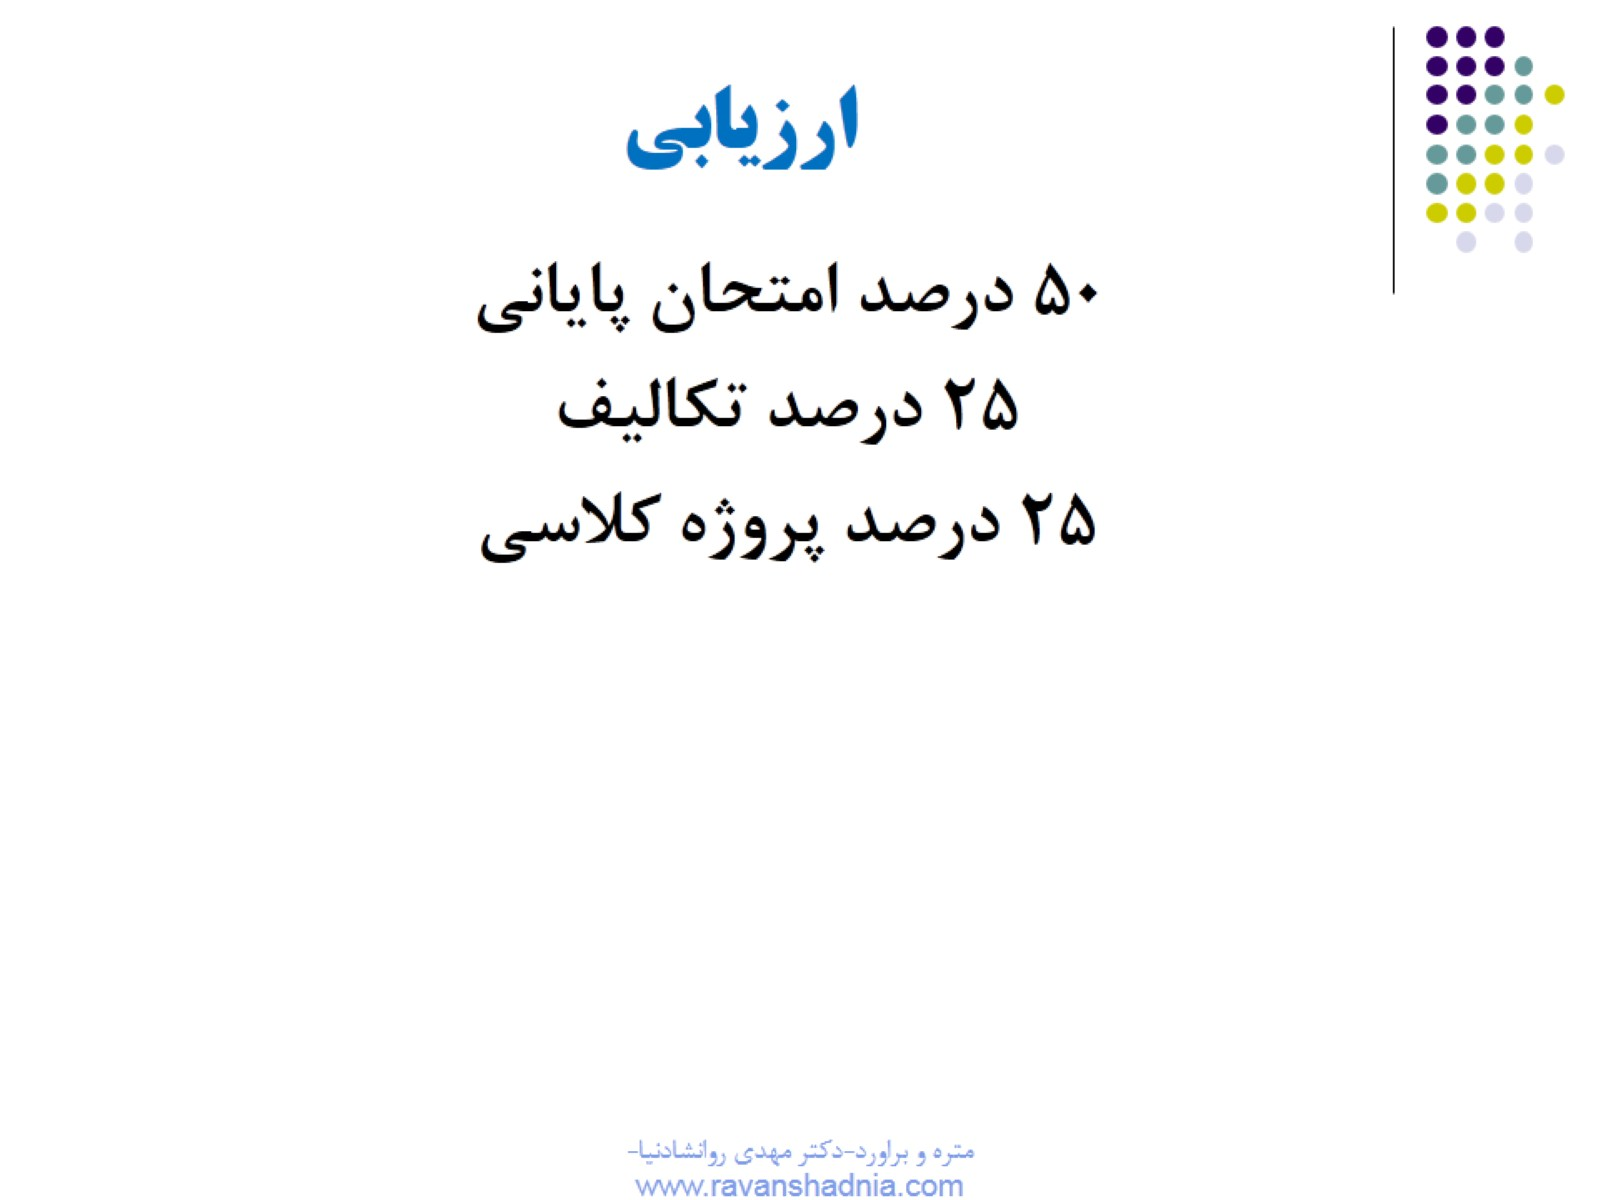 ارزیابی
۵۰ درصد امتحان پایانی
۲۵ درصد تکالیف
۲۵ درصد پروژه کلاسی
متره و براورد-دکتر مهدی روانشادنیا-
www.ravanshadnia.com